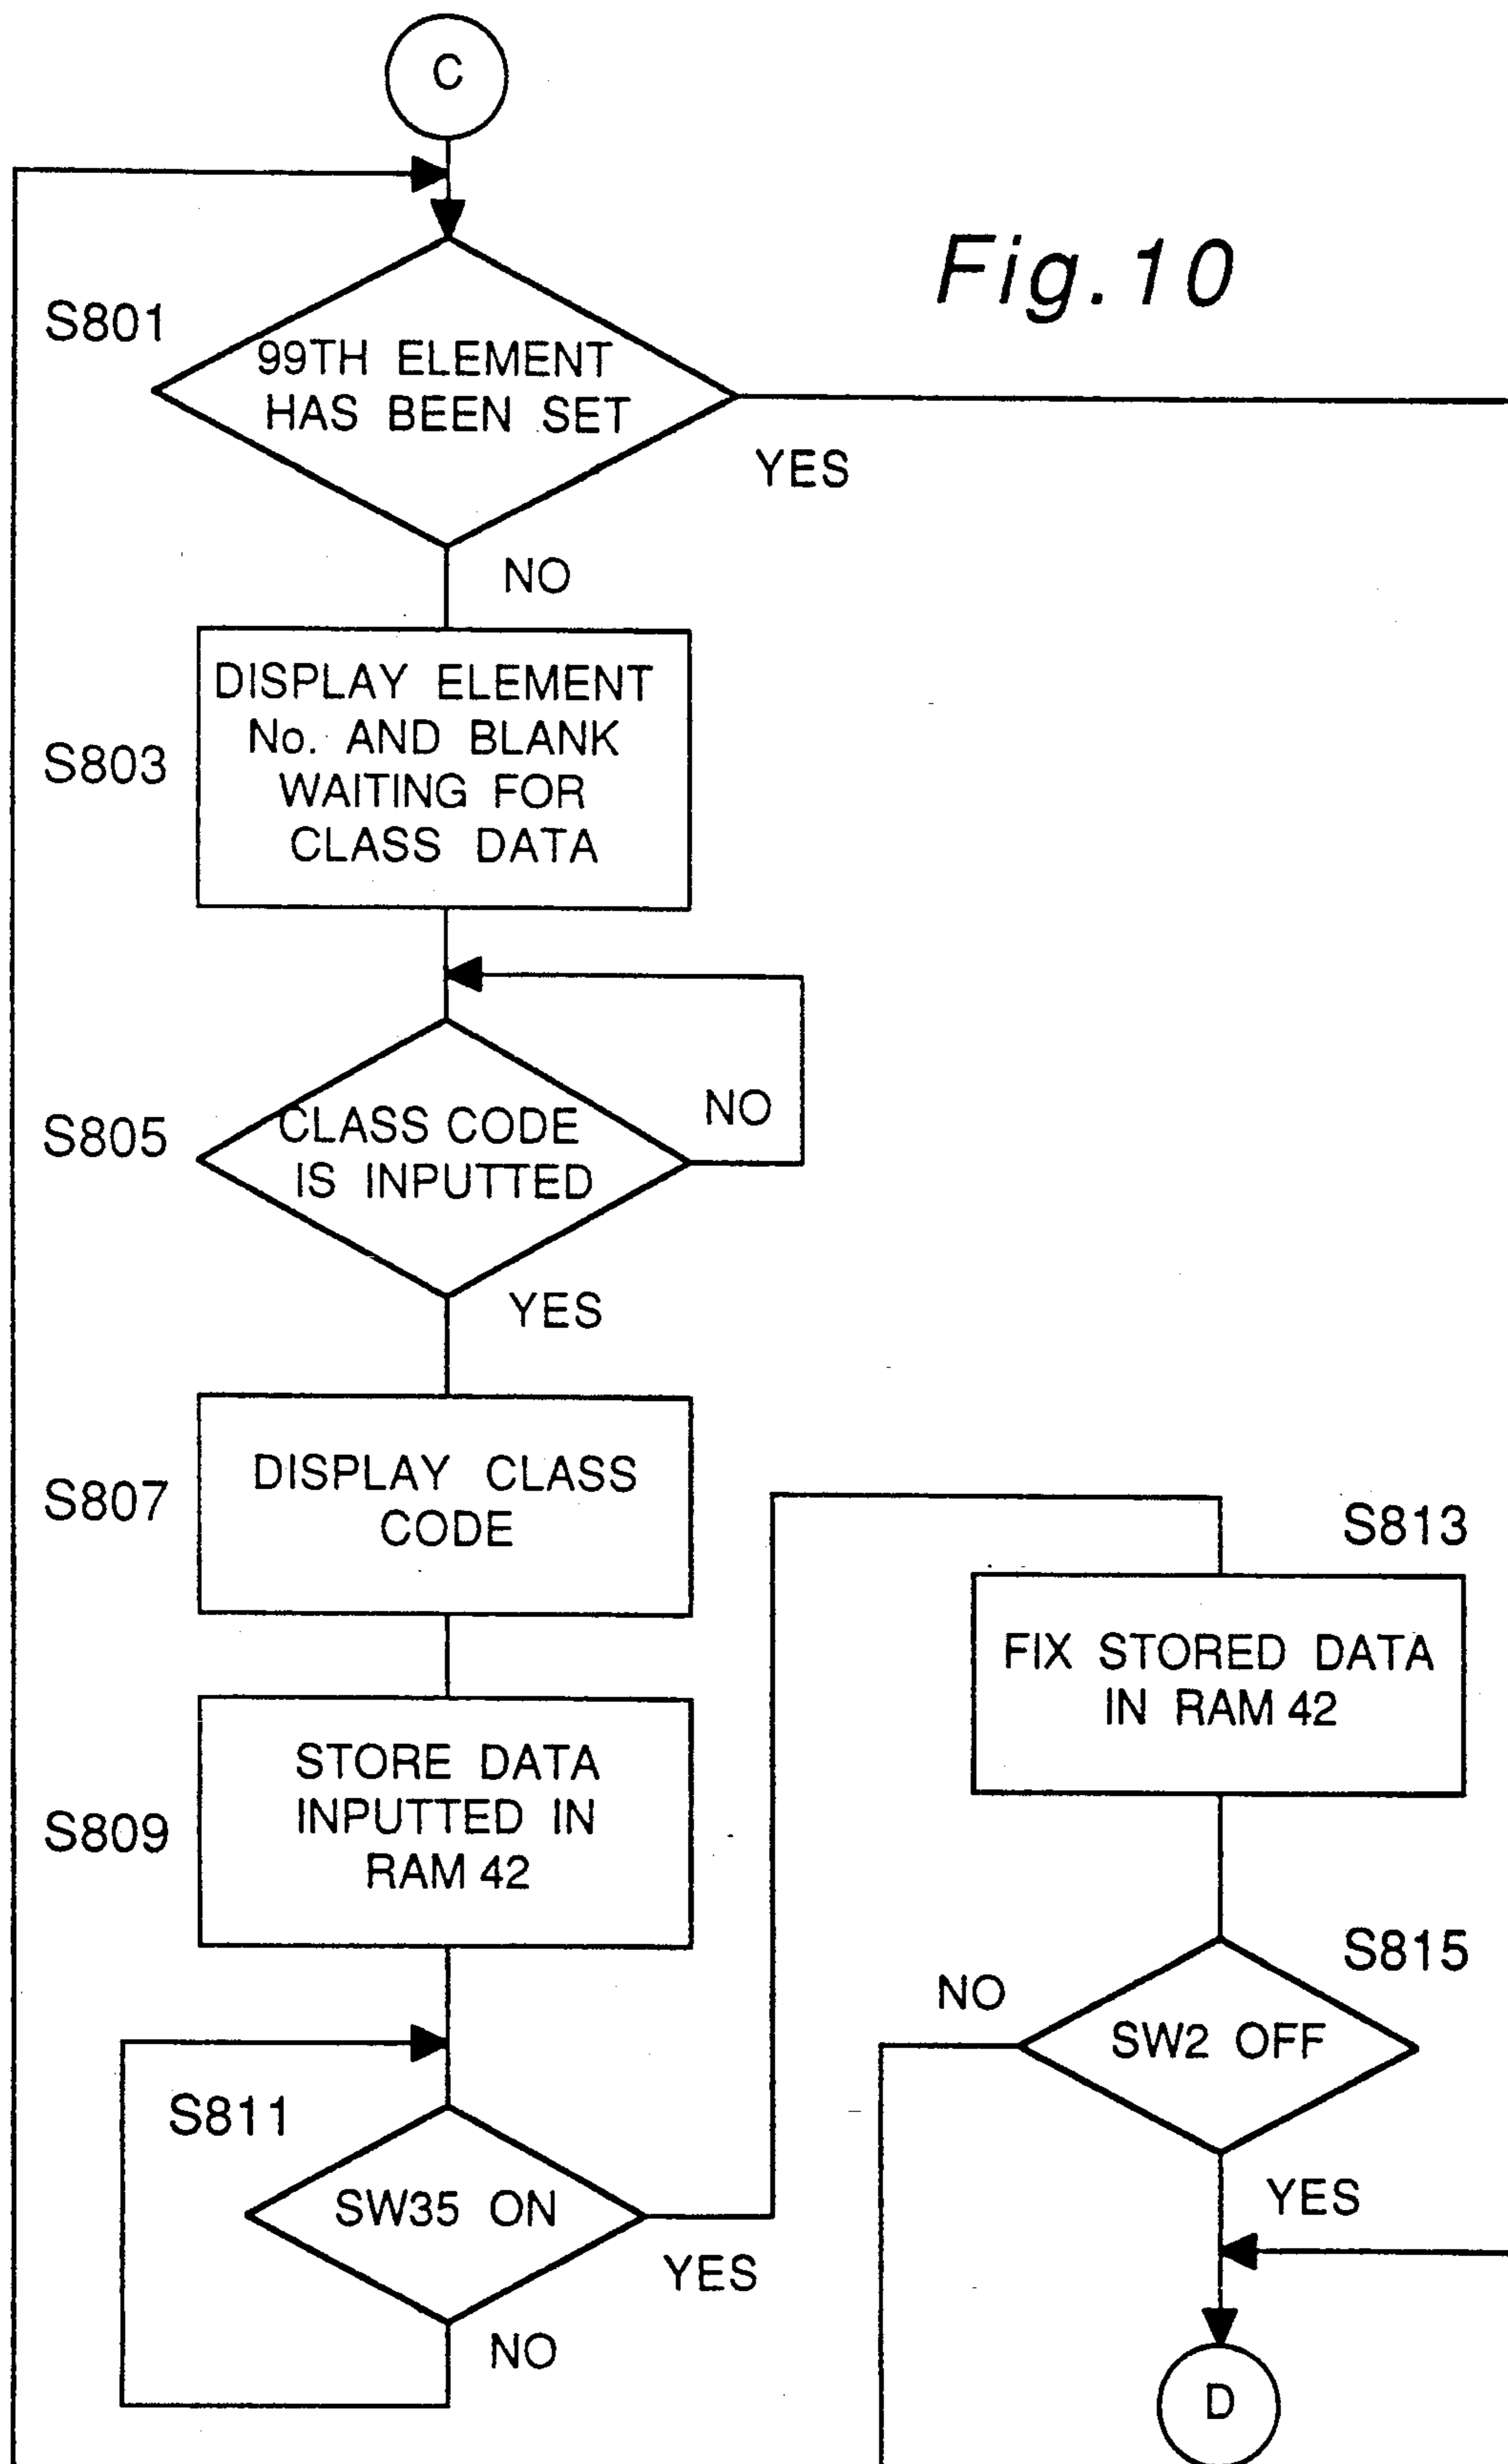 C
Fig.10
S801
99TH ELEMENT
HAS BEEN SET
YES
NO
S803
DISPLAY ELEMENT
No. AND BLANK
WAITING FOR
CLASS DATA
S805
CLASS CODE
IS INPUTTED
NO
YES
S807
DISPLAY CLASS
CODE
S809
STORE DATA
INPUTTED IN
RAM 42
S811
SW35 ON
YES
NO
S813
FIX STORED DATA
IN RAM 42
S815
NO
SW2 OFF
YES
D